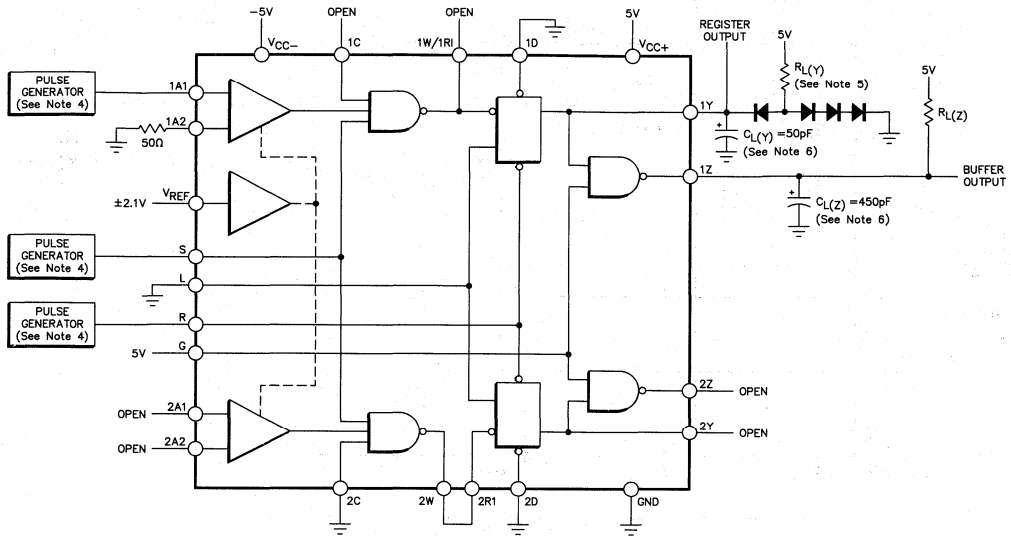 -5V
OPEN
OPEN
5V
REGISTER
OUTPUT
5V
5V
VCC-
1C
1W/1RI
1D
VCC+
RL(Y)
(See Note 5)
RL(Z)
PULSE
GENERATOR
(See Note 4)
1A1
1Y
1A2
50Ω
CL(Y) =50pF
(See Note 6)
1Z
BUFFER
OUTPUT
±2.1V
VREF
CL(Z) =450pF
(See Note 6)
PULSE
GENERATOR
(See Note 4)
S
L
PULSE
GENERATOR
(See Note 4)
R
5V
G
2Z
OPEN
OPEN
2A1
2Y
OPEN
OPEN
2A2
2C
2W
2R1
2D
GND